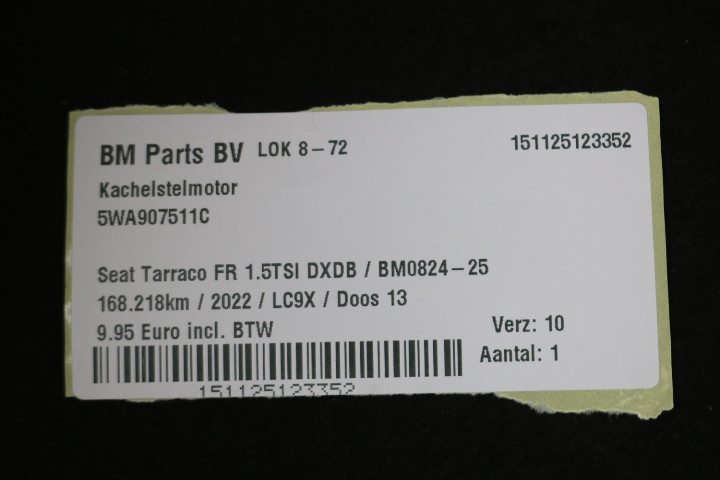 BM Parts BV LOK 8-72 151125123352
Kachelstelmotor
5WA907511C
Seat Tarraco FR 1.5TSI DXDB / BM0824-25
168.218km / 2022 / LC9X / Doos 13
9.95 Euro incl. BTW Verz: 10
Aantal: 1
151125123352